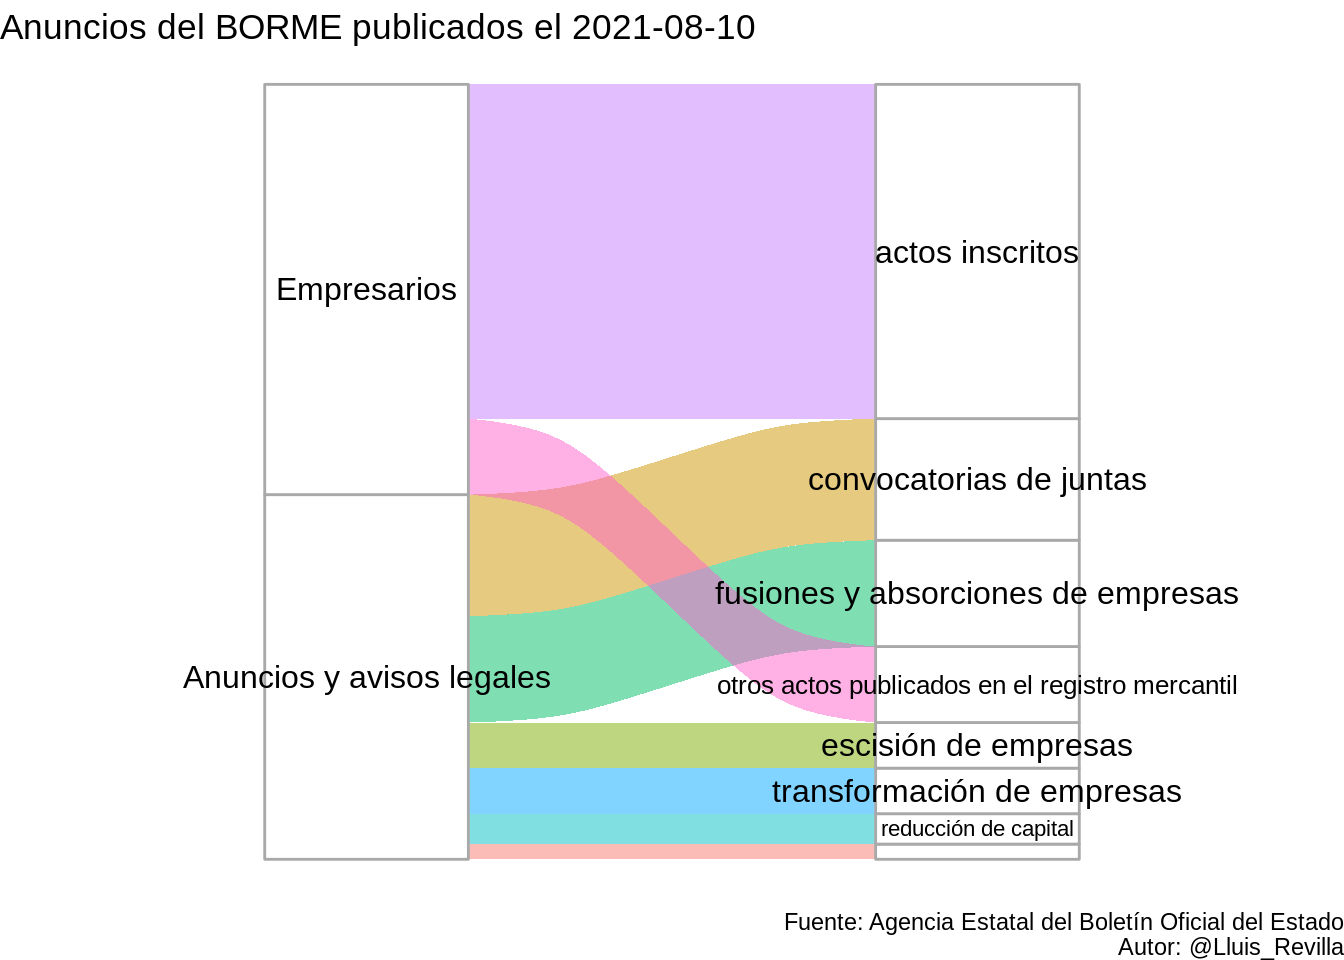 Anuncios del BORME publicados el 2021-08-10
actos inscritos
Empresarios
convocatorias de juntas
fusiones y absorciones de empresas
Anuncios y avisos legales
otros actos publicados en el registro mercantil
escisión de empresas
transformación de empresas
reducción de capital
Fuente: Agencia Estatal del Boletín Oficial del Estado
Autor: @Lluis_Revilla